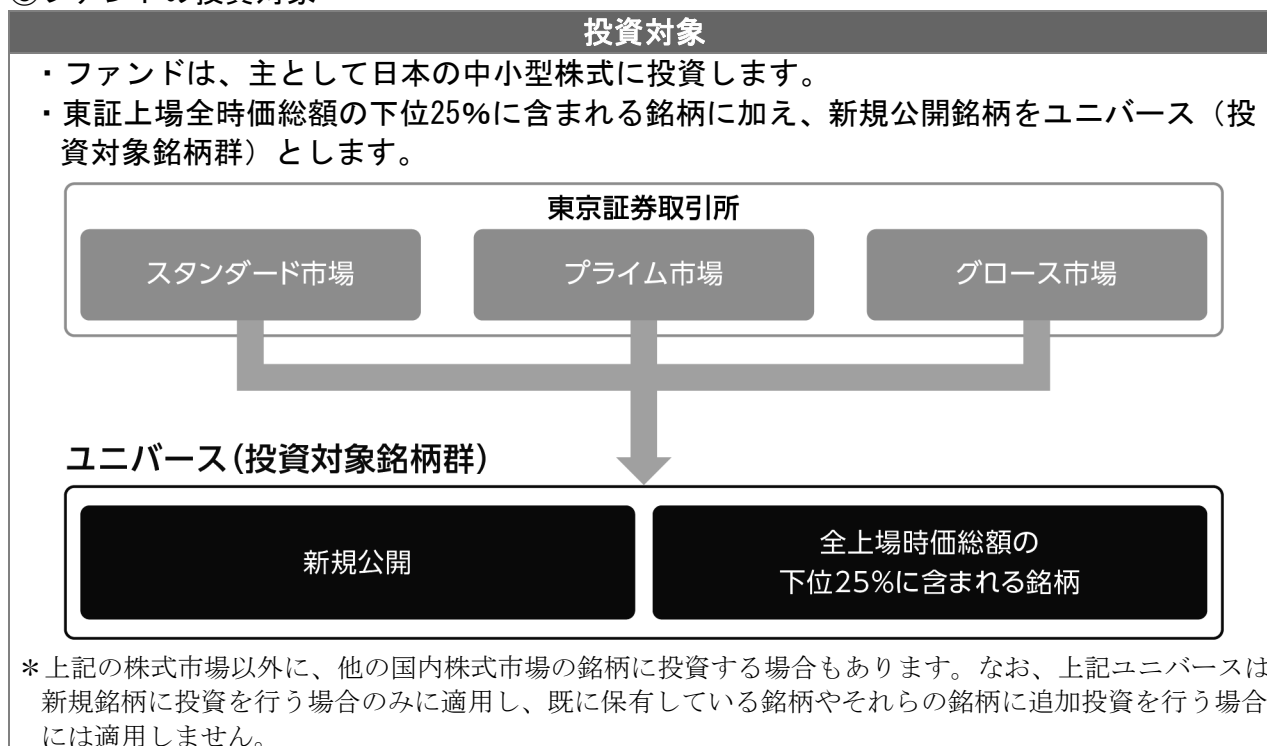 投資対象
・ファンドは、主として日本の中小型株式に投資します。
・東証上場全時価総額の下位25%に含まれる銘柄に加え、新規公開銘柄をユニバース（投
資対象銘柄群）とします。
東京証券取引所
スタンダード市場
プライム市場
グロース市場
ユニバース(投資対象銘柄群)
新規公開
全上場時価総額の
下位25%に含まれる銘柄
＊上記の株式市場以外に、他の国内株式市場の銘柄に投資する場合もあります。なお、上記ユニバースは
新規銘柄に投資を行う場合のみに適用し、既に保有している銘柄やそれらの銘柄に追加投資を行う場合
には適用しません。